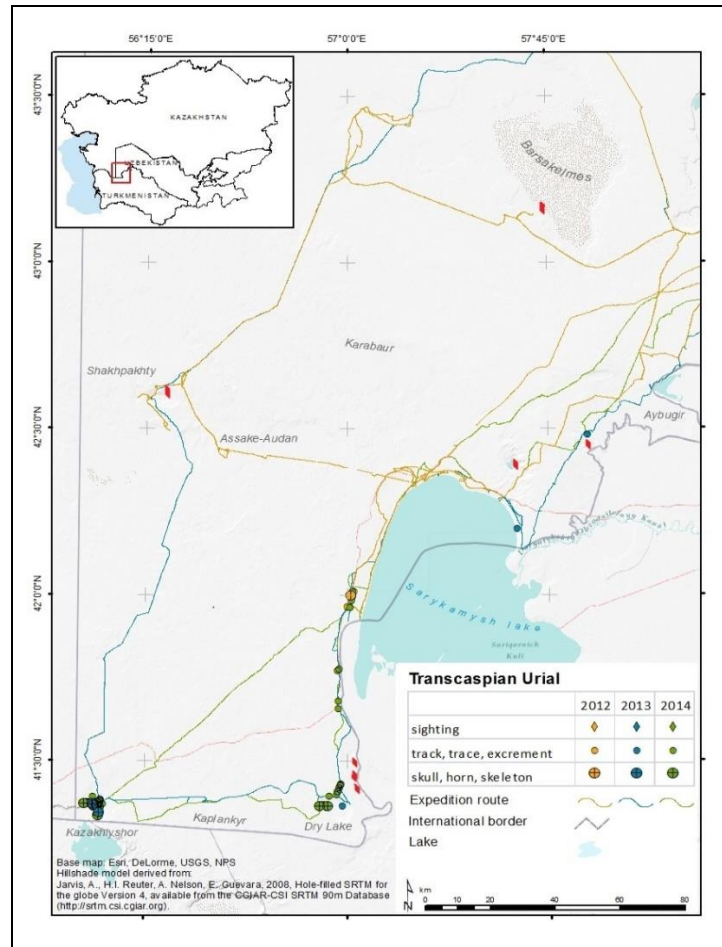 56°15'0"E 57°0'0"E 57°45'0"E
43°30'0"N
43°0'0"N
42°30'0"N
42°0'0"N
41°30'0"N
KAZAKHSTAN
UZBEKISTAN
TURKMENISTAN
Barsakelmes
Karabaur
Shakhpakhty
Assake-Audan
Aybugir
Sarykamysh lake
Sariqamish
Kuli
Kaplankyr
Dry Lake
Kazakhlyshor
Transcaspian Urial
2012 2013 2014
sighting
track, trace, excrement
skull, horn, skeleton
Expedition route
International border
Lake
Base map: Esri, DeLorme, USGS, NPS
Hillshade model derived from:
Jarvis, A., H.I. Reuter, A. Nelson, E. Guevara, 2008, Hole-filled SRTM for
the globe Version 4, available from the CGIAR-CSI SRTM 90m Database
(http://srtm.csi.cgiar.org).
N
km
0 10 20 40 60 80